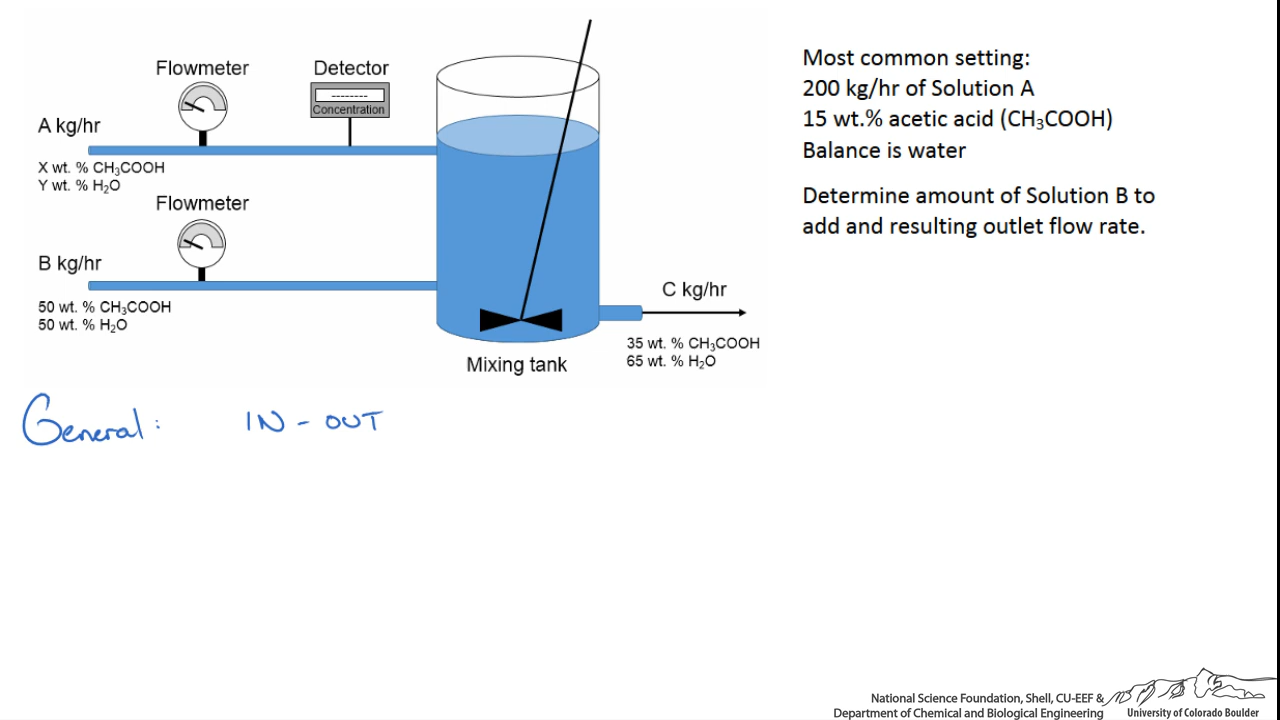 Flowmeter
Detector
--------
Concentration
A kg/hr
X wt. % CH₃COOH
Y wt. % H₂O
Flowmeter
B kg/hr
50 wt. % CH₃COOH
50 wt. % H₂O
C kg/hr
35 wt. % CH₃COOH
65 wt. % H₂O
Mixing tank
Most common setting:
200 kg/hr of Solution A
15 wt.% acetic acid (CH₃COOH)
Balance is water
Determine amount of Solution B to
add and resulting outlet flow rate.
General: IN - OUT
National Science Foundation, Shell, CU-EEF &
Department of Chemical and Biological Engineering
University of Colorado Boulder